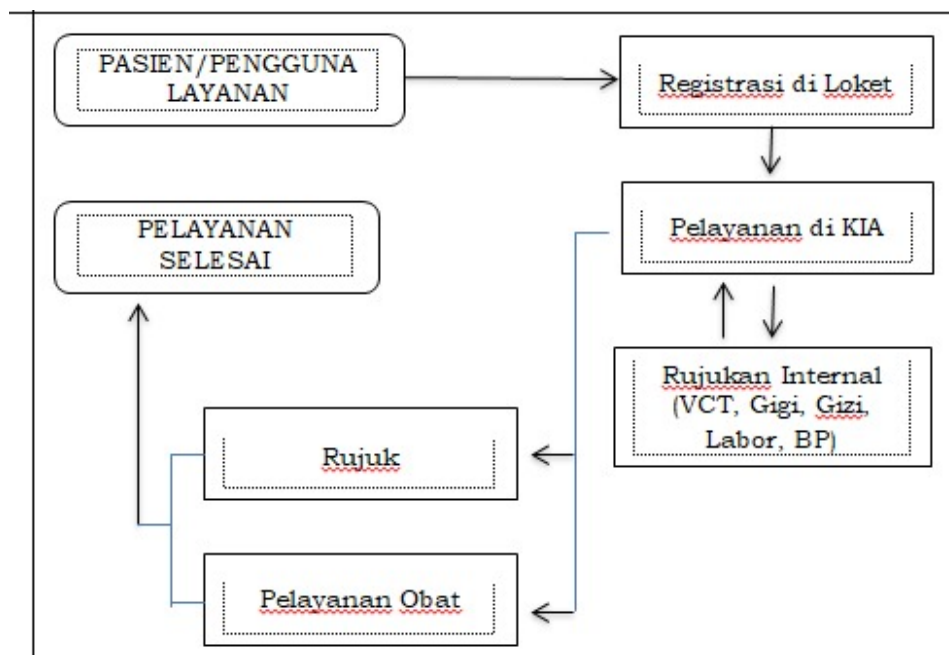 PASIEN/PENGGUNA
LAYANAN
Registrasi di Loket
Pelayanan di KIA
PELAYANAN
SELESAI
Rujukan Internal
(VCT, Gigi, Gizi,
Labor, BP)
Rujuk
Pelayanan Obat